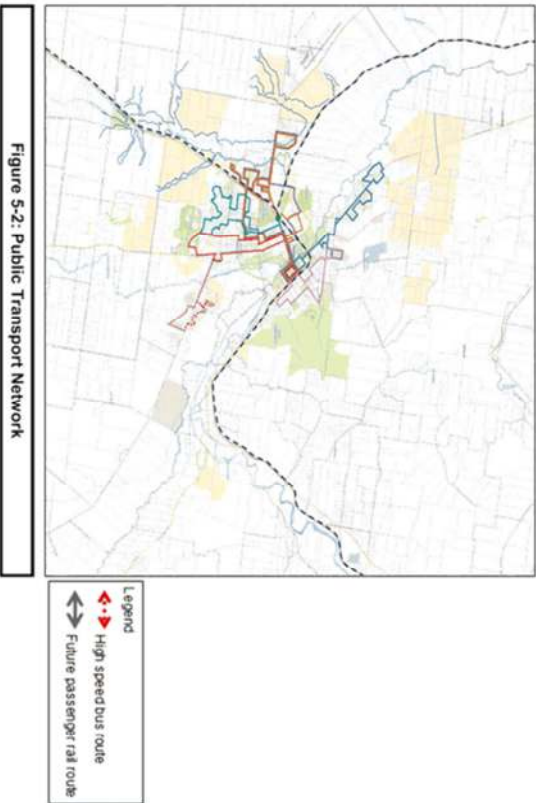 Figure 5-2: Public Transport Network
Legend
High speed bus route
Future passenger rail route